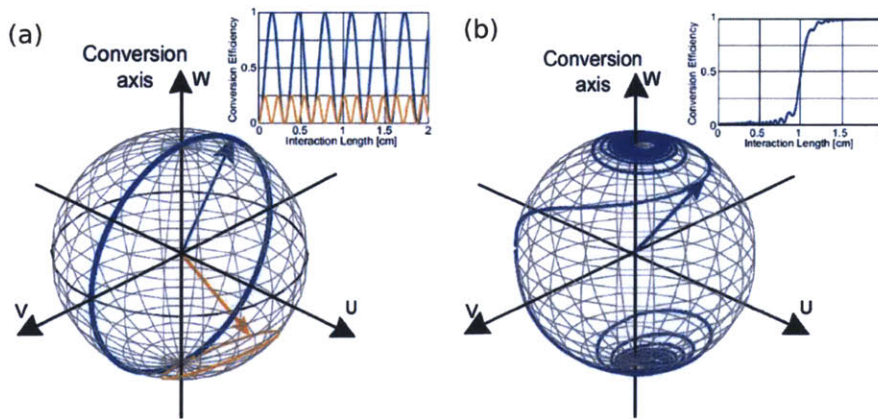 (a)
Conversion
axis
W
V
U
Conversion Efficiency
1
0.5
0
0 0.5 1 1.5 2
Interaction Length [cm]
(b)
Conversion
axis
W
V
U
Conversion Efficiency
1
0.5
0
0 0.5 1 1.5
Interaction Length [cm]